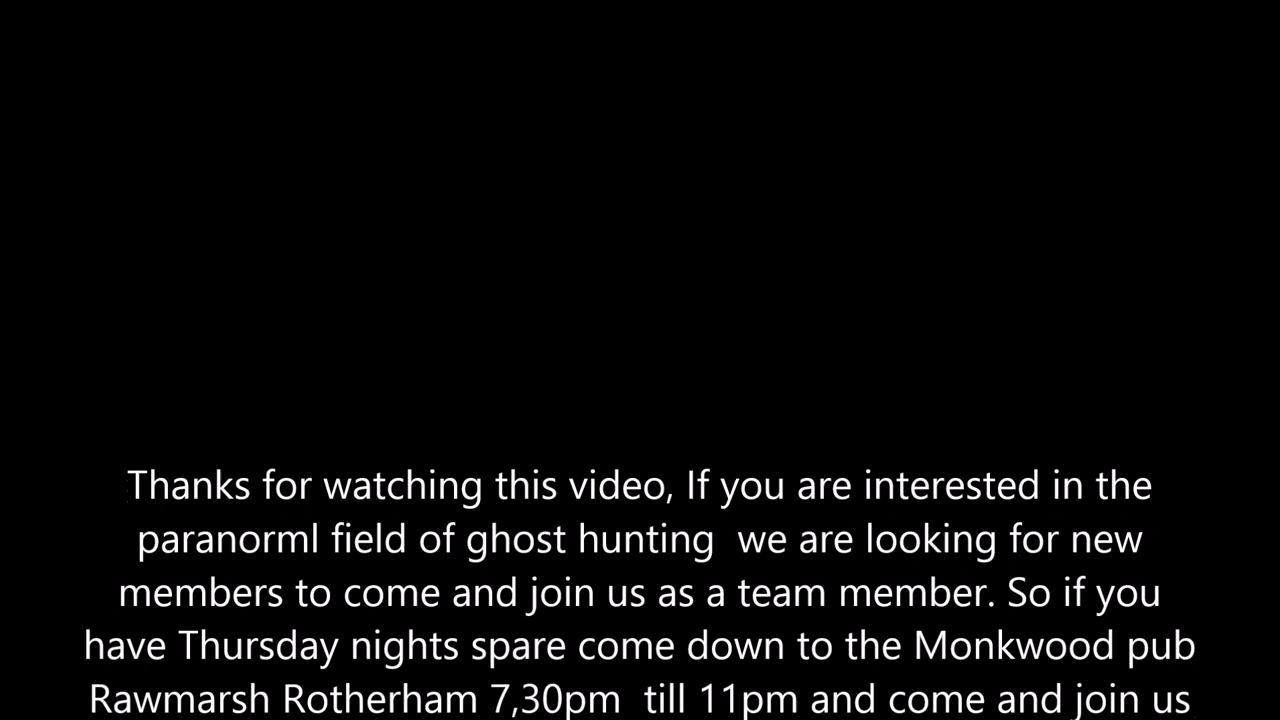 Thanks for watching this video, If you are interested in the
paranorml field of ghost hunting  we are looking for new
members to come and join us as a team member. So if you
have Thursday nights spare come down to the Monkwood pub
Rawmarsh Rotherham 7,30pm  till 11pm and come and join us